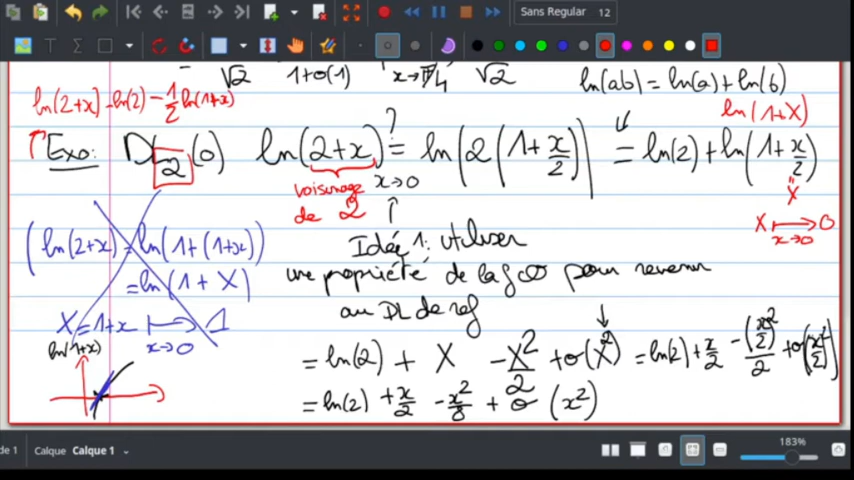 Sans Regular 12
√2 1+o(1) x→π/4 √2 ln(ab) = ln(a) + ln(b)
ln(2+x) = ln(2) - 1/2 ln(1+x) ln(1+X)
Exo: DL2(0) ln(2+x) =? ln(2(1+x/2)) = ln(2) + ln(1+x/2)
voisinage x→0 X
de 2 X ↦ 0
x→0
(ln(2+x) = ln(1+(1+x)) Idée 1: utiliser
= ln(1+X) une propriété de la fco pour revenir
X = 1+x ↦ 1 au DL de ref
x→0
ln(1+x) = ln(2) + X - X²/2 + o(X²) = ln(2) + x/2 - (x/2)²/2 + o((x/2)²)
= ln(2) + x/2 - x²/8 + o(x²)
183%
de 1 Calque Calque 1